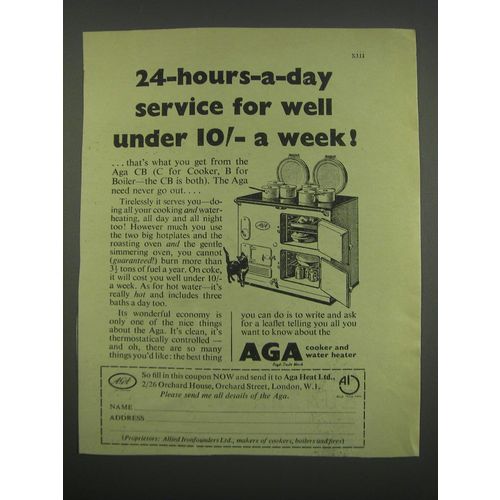 S311
24-hours-a-day
service for well
under 10/- a week!
. . . that's what you get from the
Aga CB (C for Cooker, B for
Boiler—the CB is both). The Aga
need never go out. . . .
Tirelessly it serves you—do-
ing all your cooking and water-
heating, all day and all night
too! However much you use
the two big hotplates and the
roasting oven and the gentle
simmering oven, you cannot
(guaranteed!) burn more than
3½ tons of fuel a year. On coke,
it will cost you well under 10/-
a week. As for hot water—it's
really hot and includes three
baths a day too.
Its wonderful economy is
only one of the nice things
about the Aga. It's clean, it's
thermostatically controlled —
and oh, there are so many
things you'd like: the best thing
you can do is to write and ask
for a leaflet telling you all you
want to know about the
AGA cooker and
water heater
Regd. Trade Mark
So fill in this coupon NOW and send it to Aga Heat Ltd.,
2/26 Orchard House, Orchard Street, London, W.1.
Please send me all details of the Aga.
NAME
ADDRESS
(Proprietors: Allied Ironfounders Ltd., makers of cookers, boilers and fires)